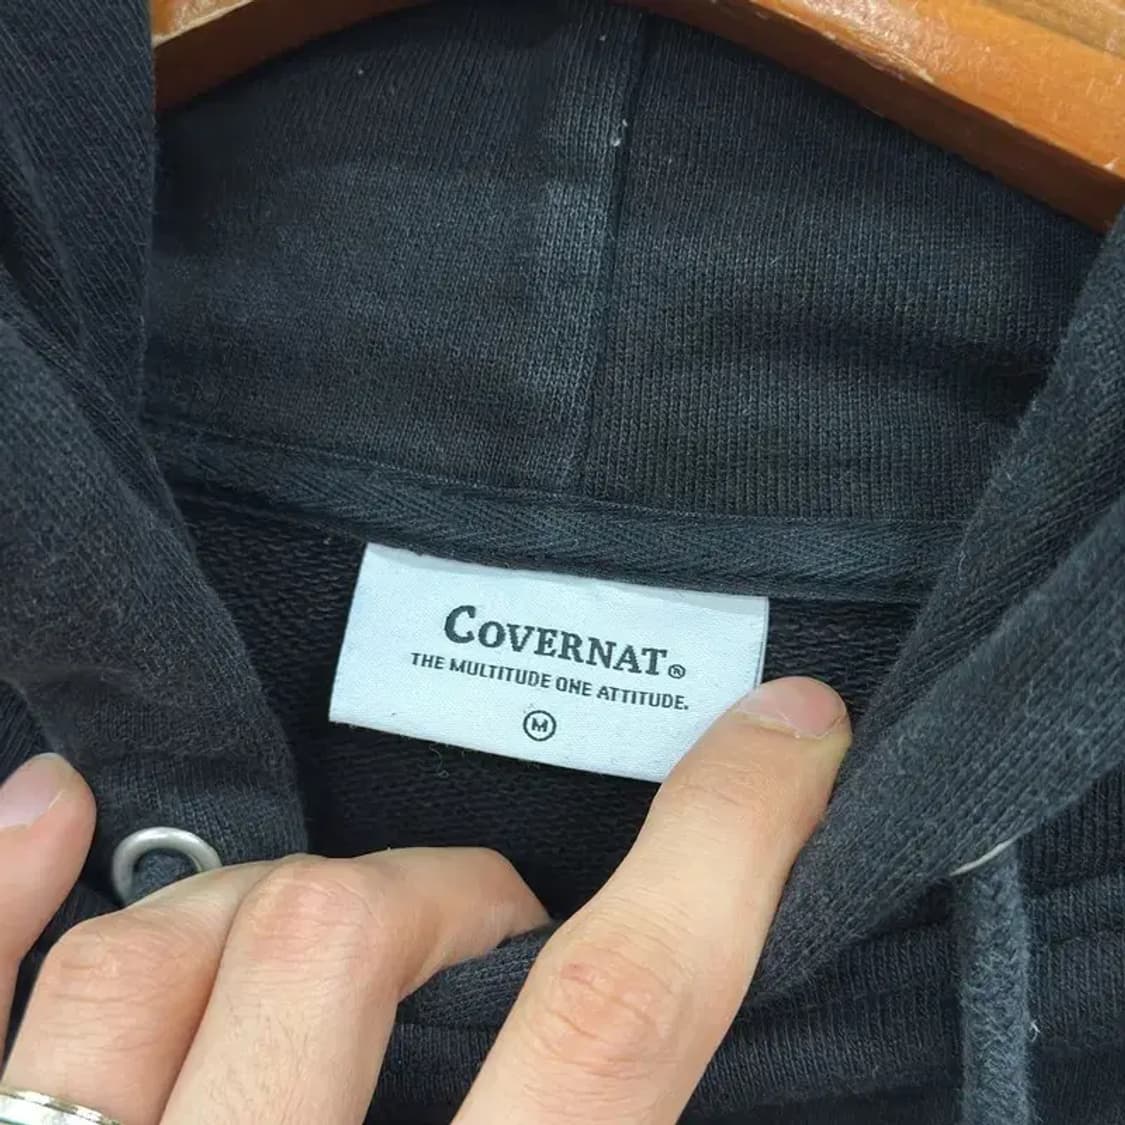 COVERNAT®
THE MULTITUDE ONE ATTITUDE.
M